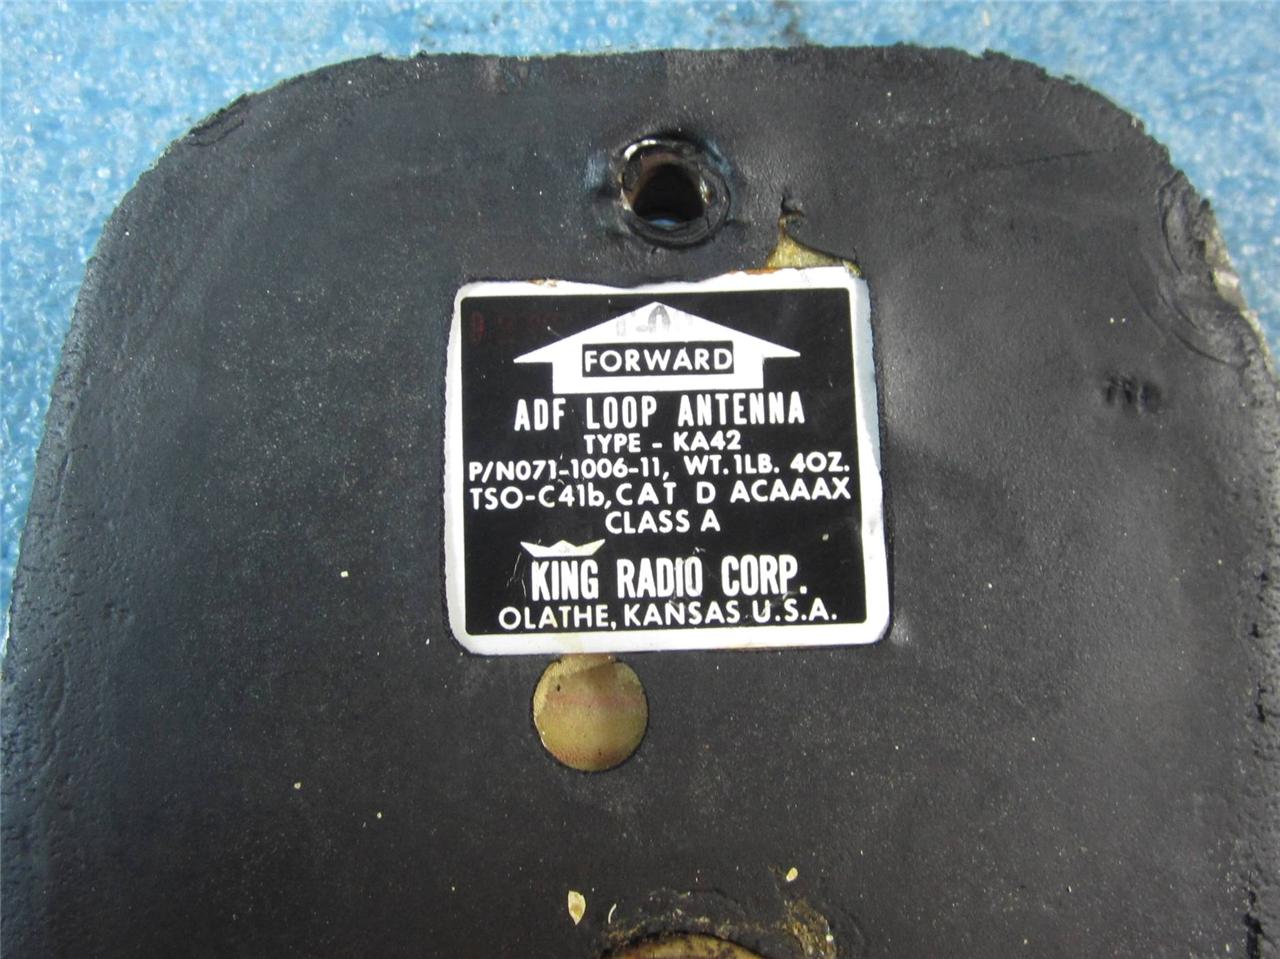 FORWARD
ADF LOOP ANTENNA
TYPE - KA42
P/N071-1006-11, WT. 1LB. 4OZ.
TSO-C41b, CAT D ACAAAX
CLASS A
KING RADIO CORP.
OLATHE, KANSAS U.S.A.